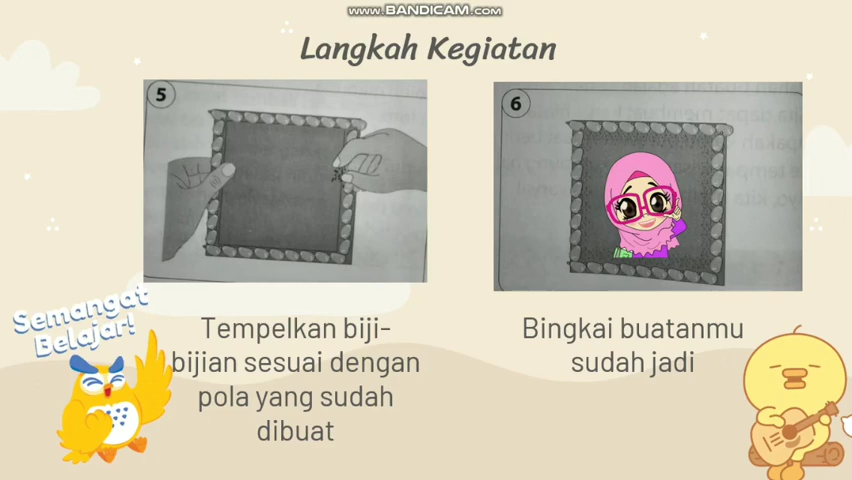 WWW.BANDICAM.COM
Langkah Kegiatan
5
6
Semangat
Belajar!
Tempelkan biji-
bijian sesuai dengan
pola yang sudah
dibuat
Bingkai buatanmu
sudah jadi